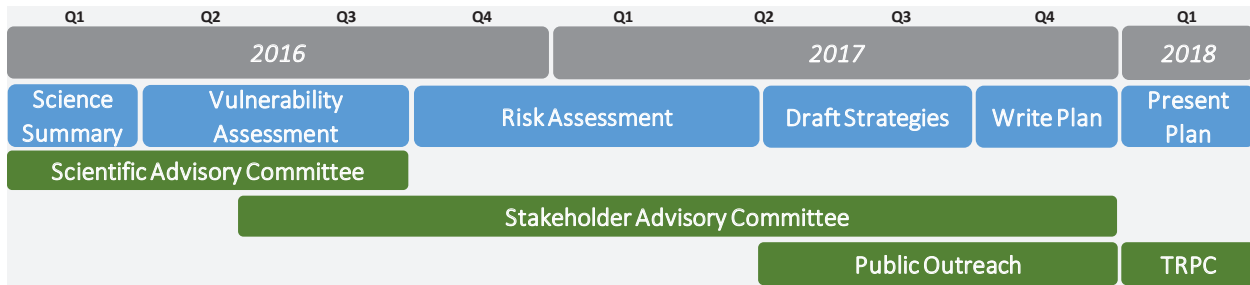 Q1 Q2 Q3 Q4 Q1 Q2 Q3 Q4 Q1
2016 2017 2018
Science Summary
Vulnerability Assessment
Risk Assessment
Draft Strategies
Write Plan
Present Plan
Scientific Advisory Committee
Stakeholder Advisory Committee
Public Outreach TRPC